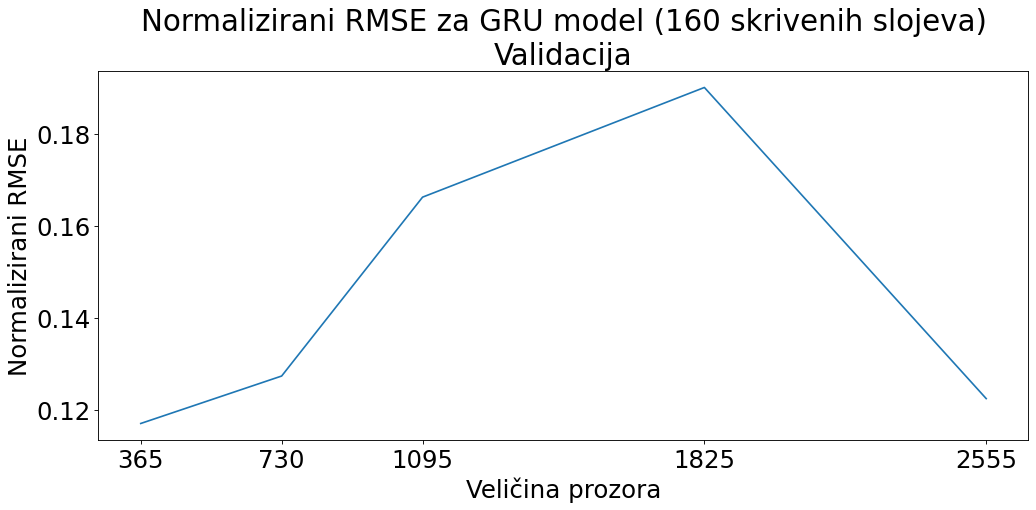 Normalizirani RMSE za GRU model (160 skrivenih slojeva)
Validacija
Normalizirani RMSE
0.18
0.16
0.14
0.12
365 730 1095 1825 2555
Veličina prozora